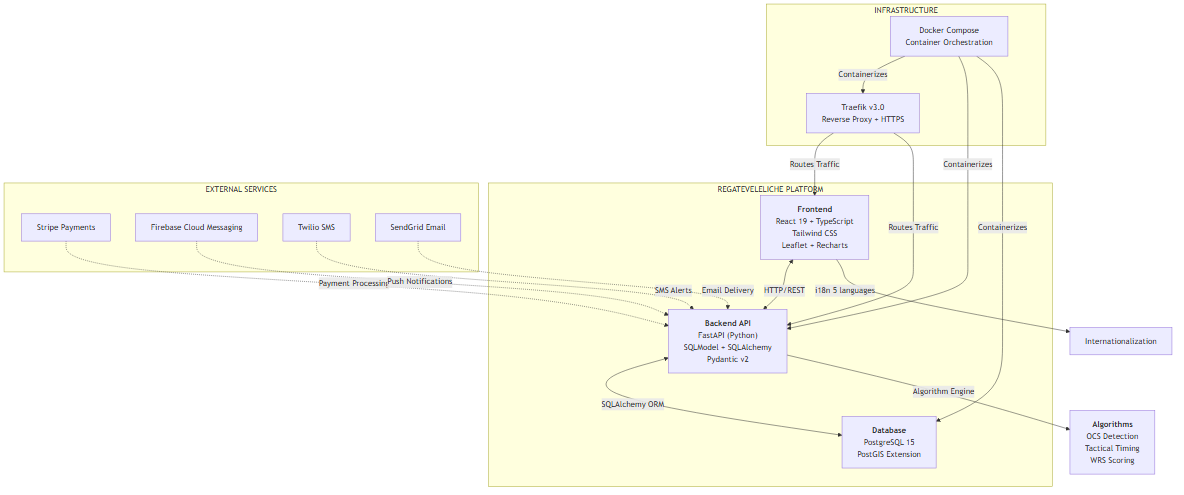 INFRASTRUCTURE
Docker Compose
Container Orchestration
Containerizes
Traefik v3.0
Reverse Proxy + HTTPS
Routes Traffic
Containerizes
EXTERNAL SERVICES
REGATEVELELICHE PLATFORM
Stripe Payments
Firebase Cloud Messaging
Twilio SMS
SendGrid Email
Frontend
React 19 + TypeScript
Tailwind CSS
Leaflet + Recharts
Routes Traffic
Containerizes
Payment Processing
Push Notifications
SMS Alerts
Email Delivery
HTTP/REST
i18n 5 languages
Backend API
FastAPI (Python)
SQLModel + SQLAlchemy
Pydantic v2
Internationalization
Algorithm Engine
SQLAlchemy ORM
Database
PostgreSQL 15
PostGIS Extension
Algorithms
OCS Detection
Tactical Timing
WRS Scoring